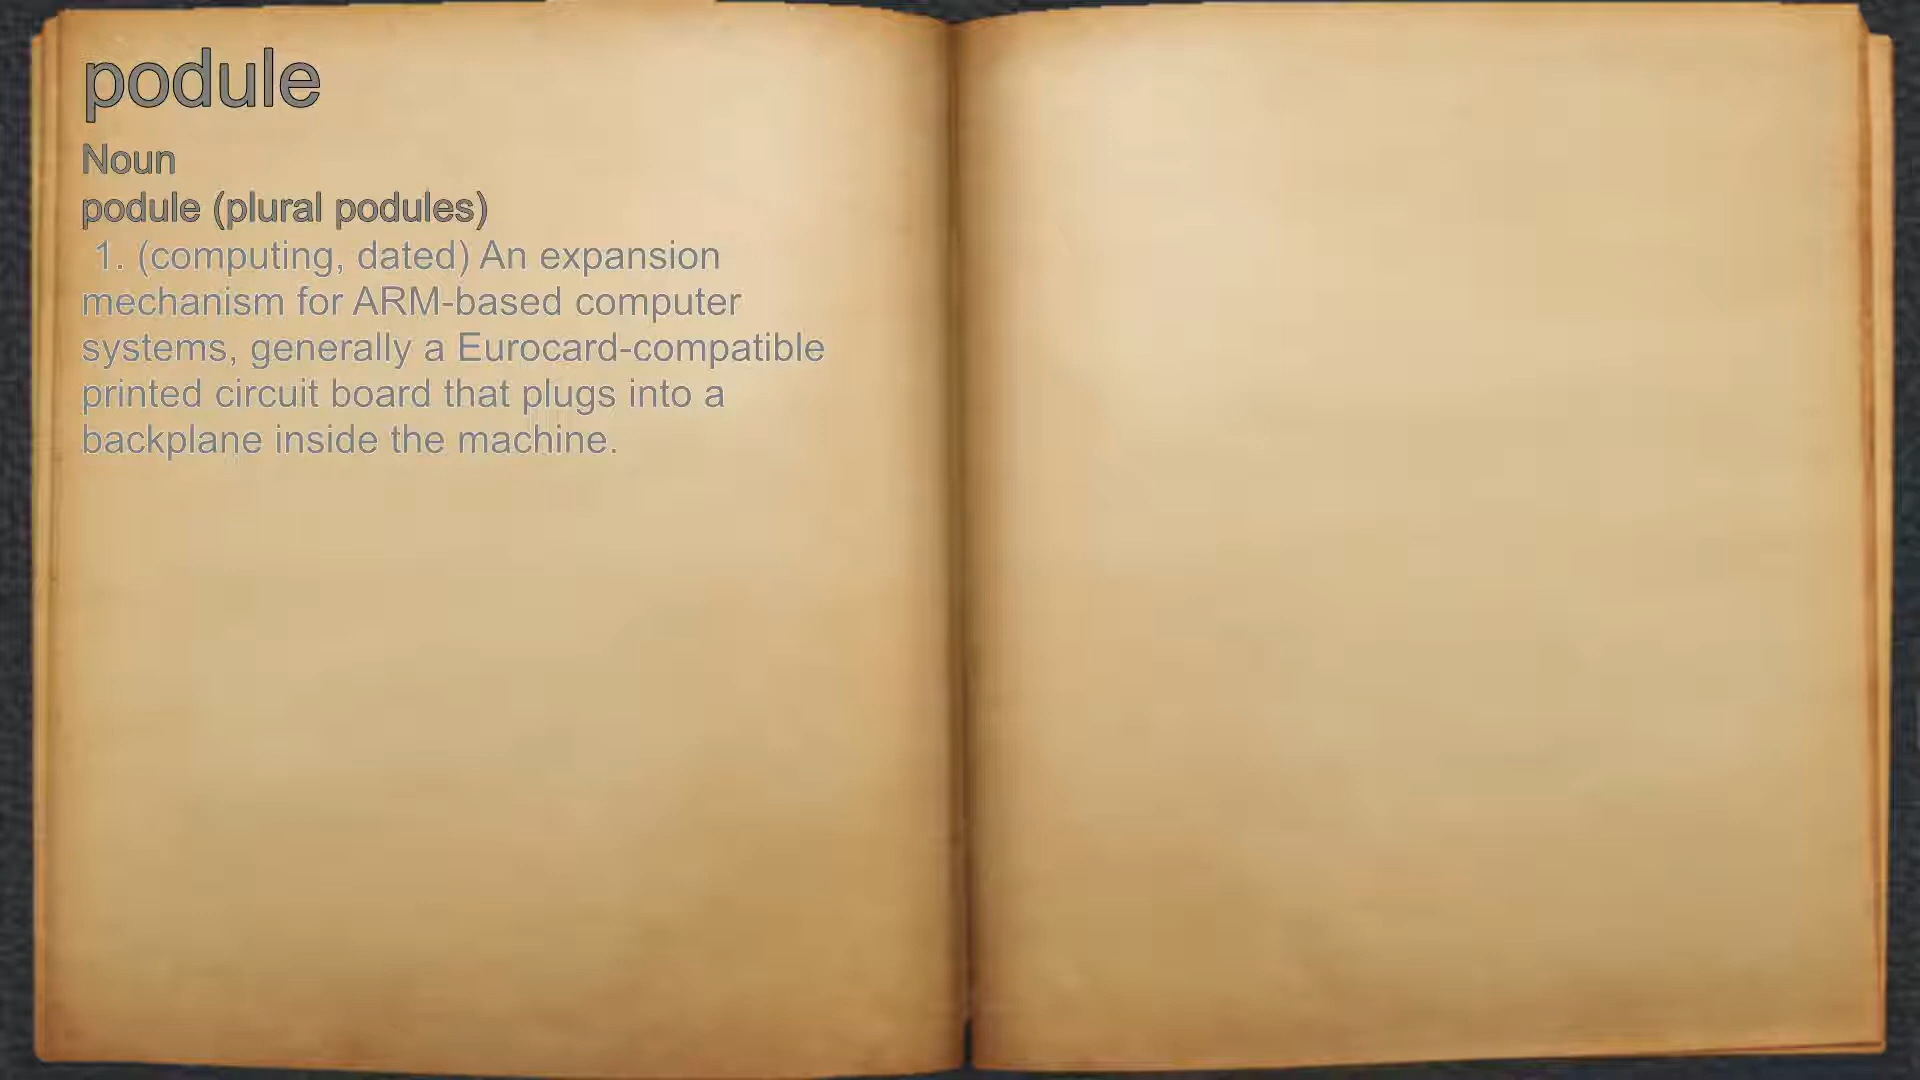 podule
Noun
podule (plural podules)
1. (computing, dated) An expansion
mechanism for ARM-based computer
systems, generally a Eurocard-compatible
printed circuit board that plugs into a
backplane inside the machine.